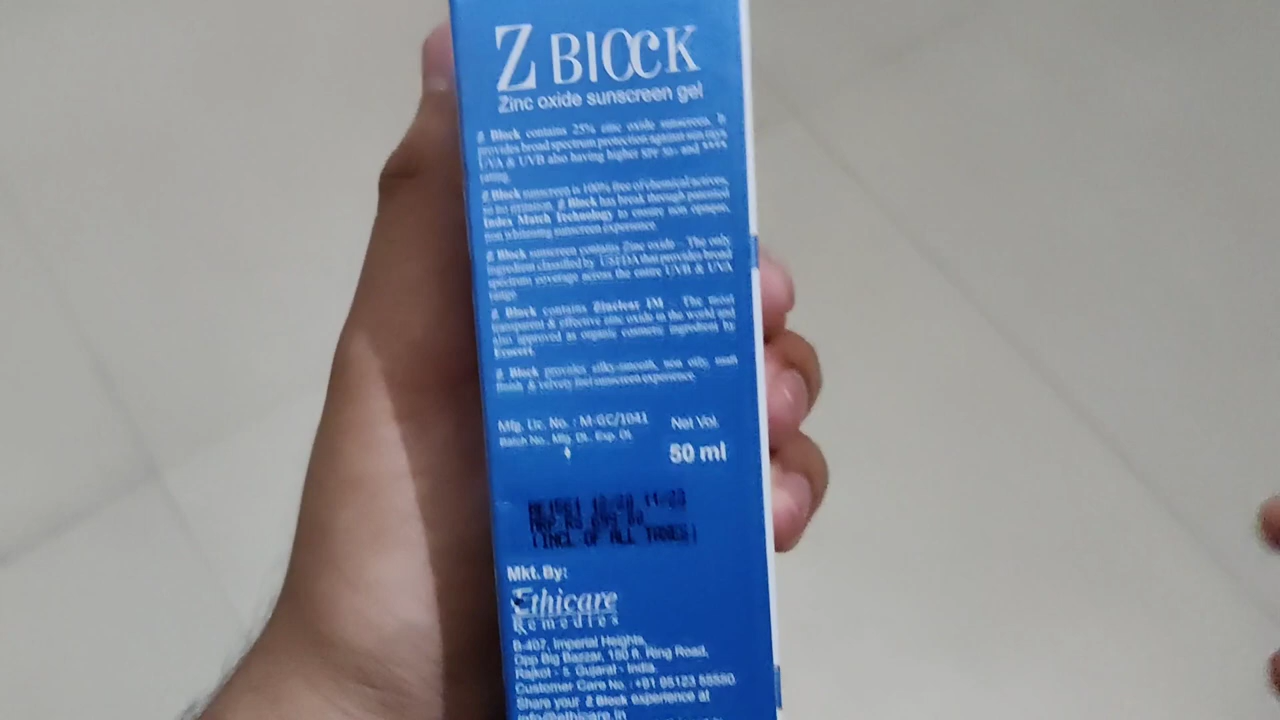 Z BLOCK
Zinc oxide sunscreen gel
Z Block contains 25% zinc oxide sunscreen. It
provides broad spectrum protection against sun rays
UVA & UVB also having higher SPF 50+ and ****
rating.
Z Block sunscreen is 100% free of chemical actives,
so no irritation. Z Block has break through patented
Index Match Technology to ensure non opaque,
non whitening sunscreen experience.
Z Block sunscreen contains Zinc oxide - The only
ingredient classified by USFDA that provides broad
spectrum coverage across the entire UVB & UVA
range.
Z Block contains Zinclear IM - The most
transparent & effective zinc oxide in the world and
also approved as organic cosmetic ingredient by
Ecocert.
Z Block provides silky-smooth, non oily, matt
finish & velvety feel sunscreen experience.
Mfg. Lic. No. : M-GC/1041
Batch No., Mfg. Dt., Exp. Dt.
Net Vol.
50 ml
MRP RS
(INCL OF ALL TAXES)
Mkt. By:
Ethicare
Remedies
B-407, Imperial Heights,
Opp Big Bazzar, 150 ft. Ring Road,
Rajkot - 5. Gujarat - India.
Customer Care No. : +91 95123
Share your Z Block experience at
info@ethicare.in